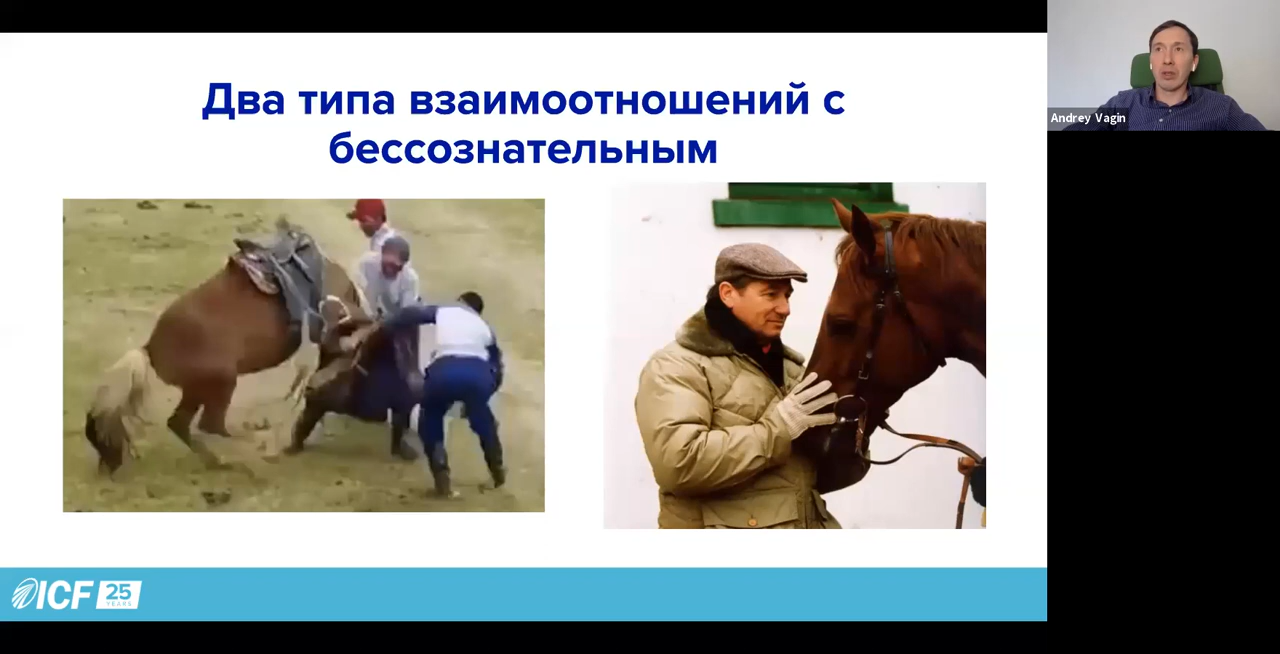 Два типа взаимоотношений с
бессознательным
Andrey Vagin
ICF 25
YEARS